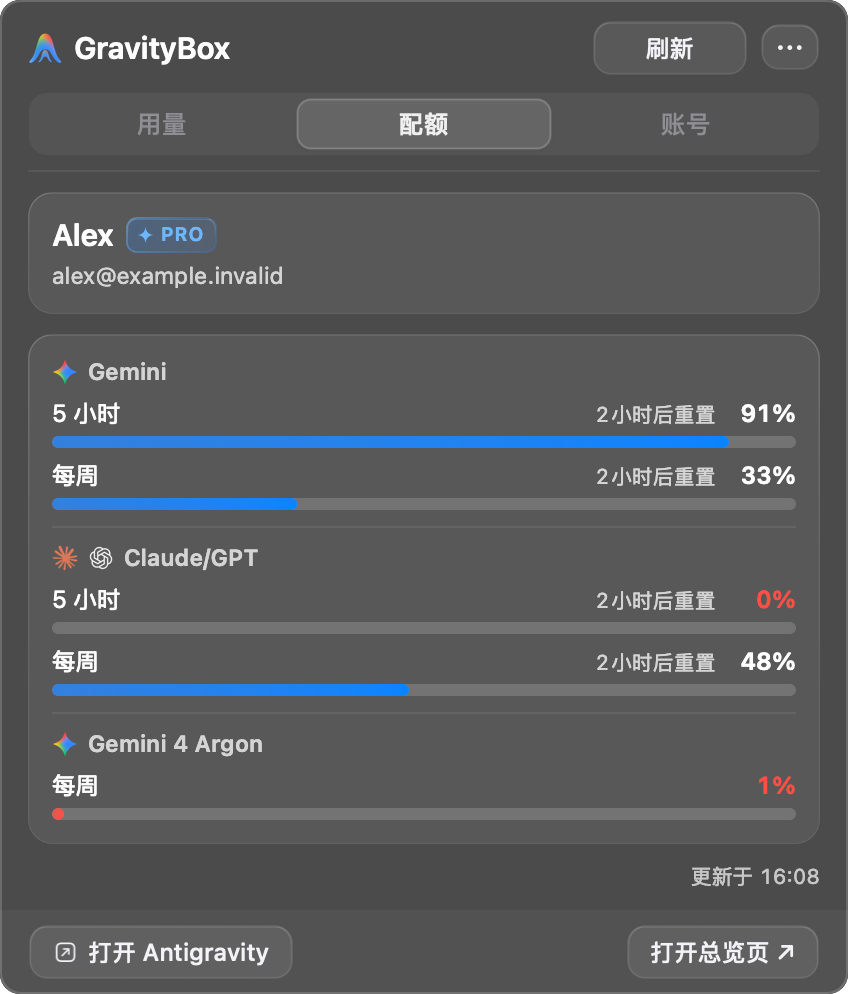 GravityBox 刷新 ···
用量 配额 账号
Alex PRO
alex@example.invalid
Gemini
5 小时 2小时后重置 91%
每周 2小时后重置 33%
Claude/GPT
5 小时 2小时后重置 0%
每周 2小时后重置 48%
Gemini 4 Argon
每周 1%
更新于 16:08
打开 Antigravity 打开总览页